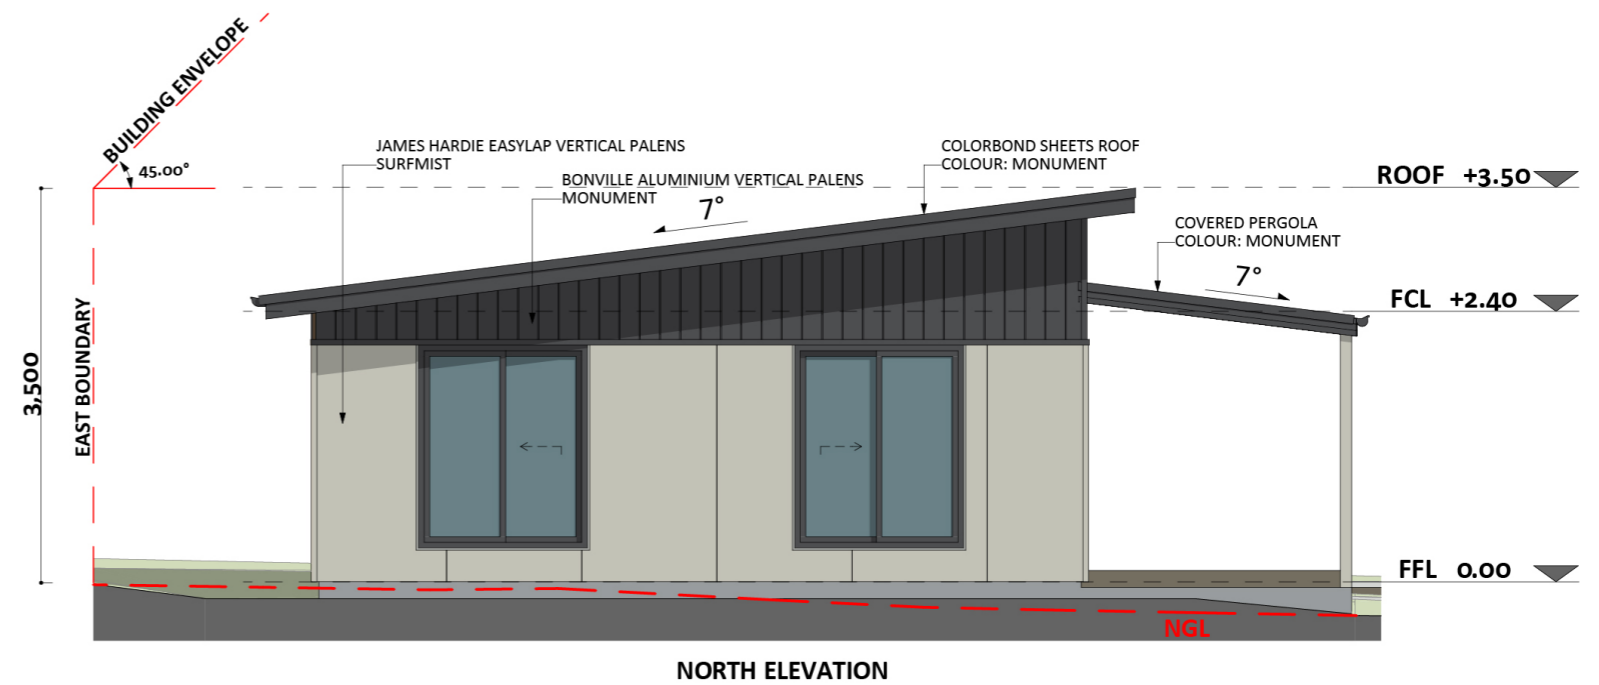 BUILDING ENVELOPE
45.00°
JAMES HARDIE EASYLAP VERTICAL PALENS
SURFMIST
BONVILLE ALUMINIUM VERTICAL PALENS
MONUMENT
7°
COLORBOND SHEETS ROOF
COLOUR: MONUMENT
ROOF +3.50
COVERED PERGOLA
COLOUR: MONUMENT
7°
FCL +2.40
3,500
EAST BOUNDARY
FFL 0.00
NGL
NORTH ELEVATION